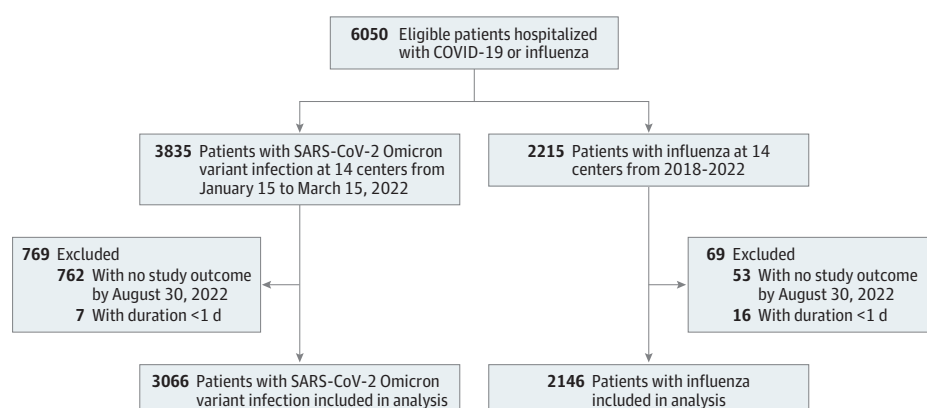 6050 Eligible patients hospitalized
with COVID-19 or influenza
3835 Patients with SARS-CoV-2 Omicron
variant infection at 14 centers from
January 15 to March 15, 2022
2215 Patients with influenza at 14
centers from 2018-2022
769 Excluded
762 With no study outcome
by August 30, 2022
7 With duration <1 d
69 Excluded
53 With no study outcome
by August 30, 2022
16 With duration <1 d
3066 Patients with SARS-CoV-2 Omicron
variant infection included in analysis
2146 Patients with influenza
included in analysis